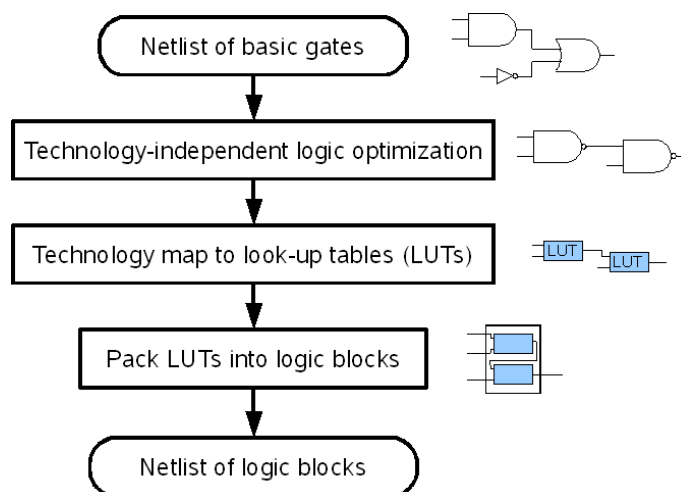 Netlist of basic gates
Technology-independent logic optimization
Technology map to look-up tables (LUTs)
LUT
LUT
Pack LUTs into logic blocks
Netlist of logic blocks